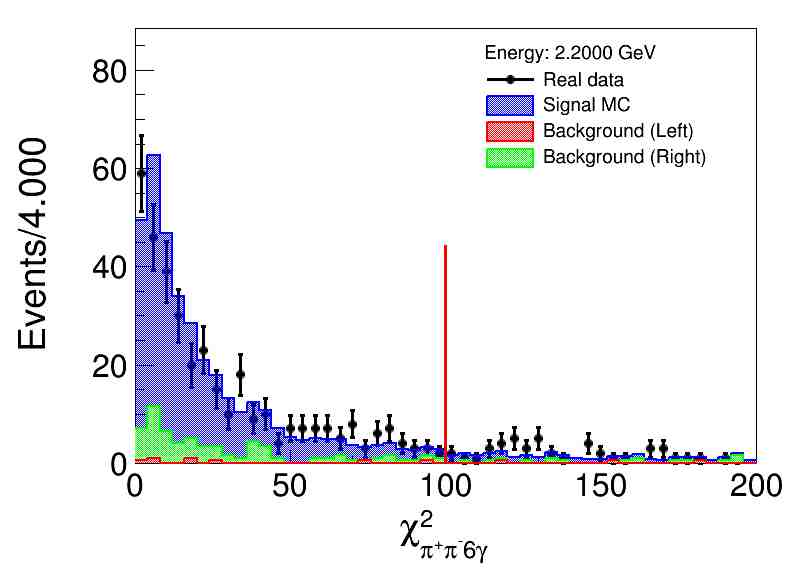 Energy: 2.2000 GeV
Real data
Signal MC
Background (Left)
Background (Right)
Events/4.000
80
60
40
20
0
0 50 100 150 200
χ²π⁺π⁻6γ